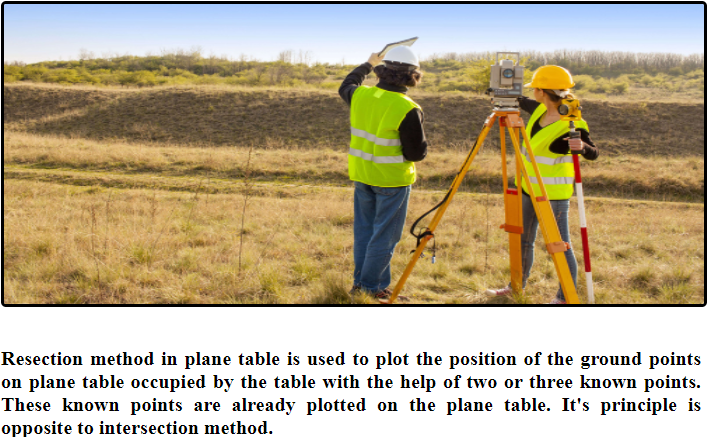 Resection method in plane table is used to plot the position of the ground points
on plane table occupied by the table with the help of two or three known points.
These known points are already plotted on the plane table. It's principle is
opposite to intersection method.